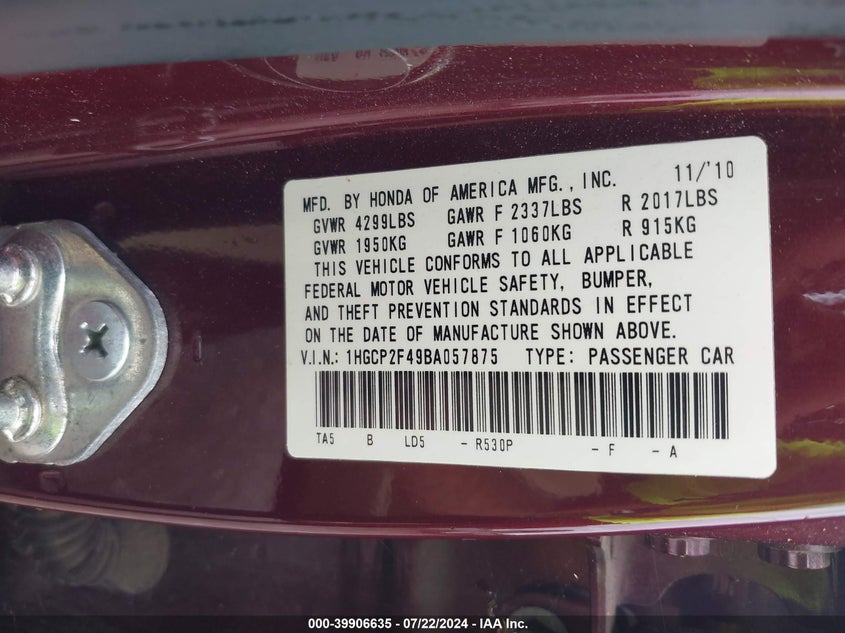 MFD. BY HONDA OF AMERICA MFG., INC. 11/'10
GVWR 4299LBS GAWR F 2337LBS R 2017LBS
GVWR 1950KG GAWR F 1060KG R 915KG
THIS VEHICLE CONFORMS TO ALL APPLICABLE
FEDERAL MOTOR VEHICLE SAFETY, BUMPER,
AND THEFT PREVENTION STANDARDS IN EFFECT
ON THE DATE OF MANUFACTURE SHOWN ABOVE.
V.I.N.: 1HGCP2F49BA057875 TYPE: PASSENGER CAR
TA5 B LD5 - R530P - F - A
000-39906635 / 07/22/2024 - IAA Inc.